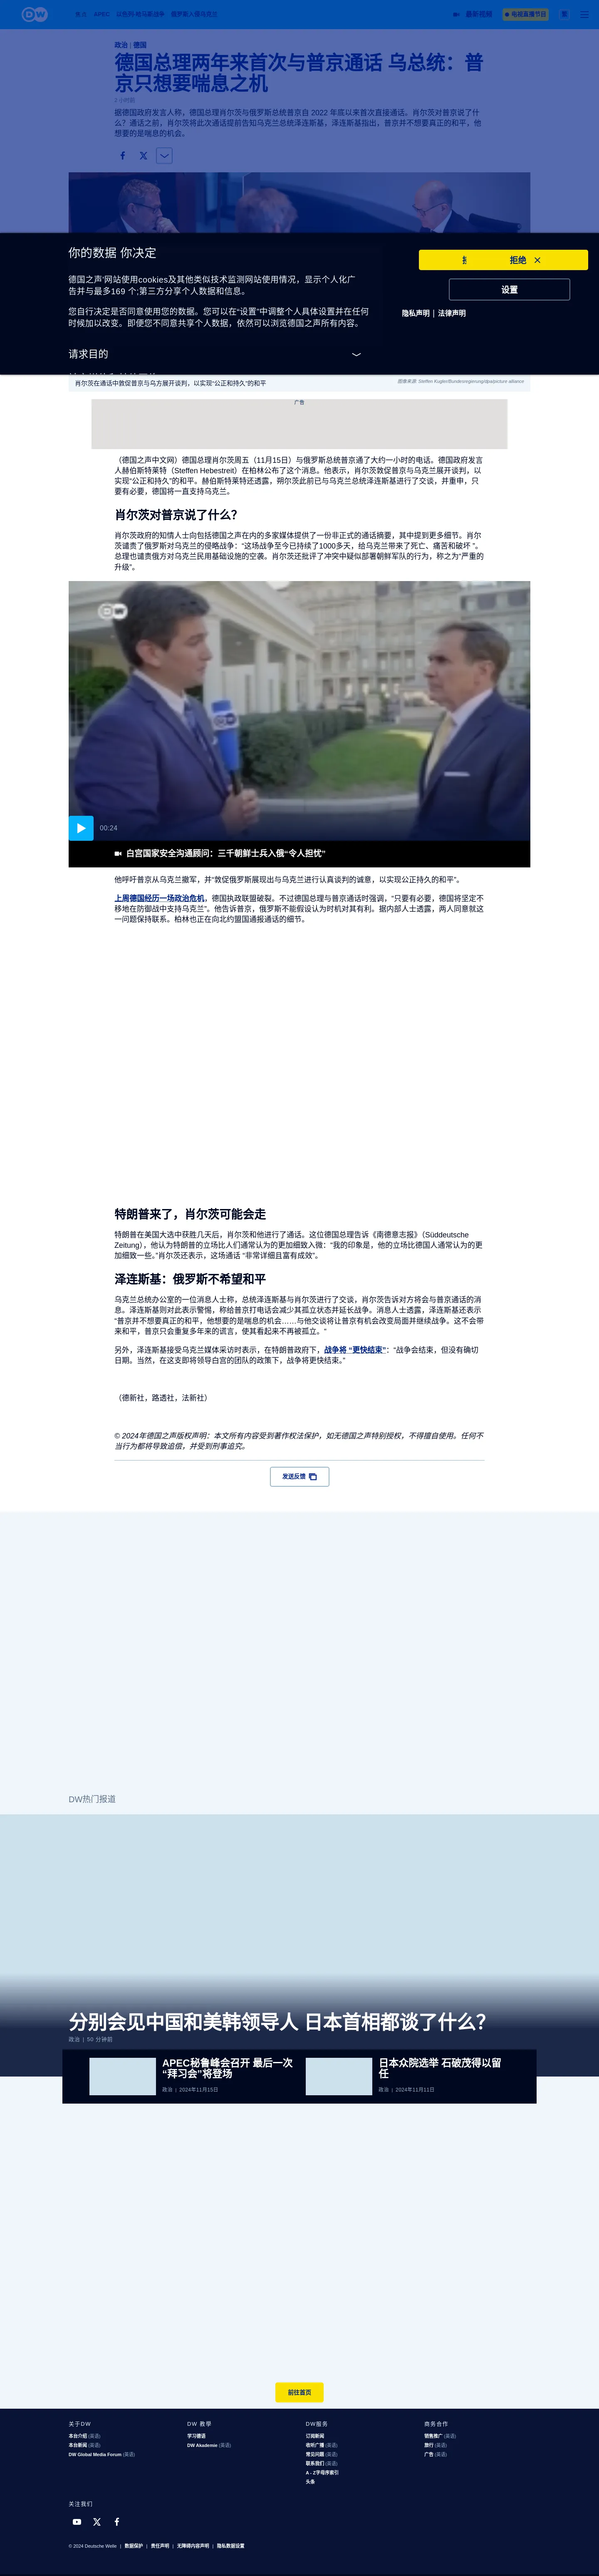 DW
焦点 APEC 以色列-哈马斯战争 俄罗斯入侵乌克兰
最新视频
电视直播节目
繁
政治 | 德国
德国总理两年来首次与普京通话 乌总统：普
京只想要喘息之机
2 小时前
据德国政府发言人称，德国总理肖尔茨与俄罗斯总统普京自 2022 年底以来首次直接通话。肖尔茨对普京说了什
么？通话之前，肖尔茨将此次通话提前告知乌克兰总统泽连斯基，泽连斯基指出，普京并不想要真正的和平，他
想要的是喘息的机会。
你的数据 你决定
德国之声'网站使用cookies及其他类似技术监测网站使用情况，显示个人化广
告并与最多169 个;第三方分享个人数据和信息。
您自行决定是否同意使用您的数据。您可以在"设置"中调整个人具体设置并在任何
时候加以改变。即便您不同意共享个人数据，依然可以浏览德国之声所有内容。
请求目的
拒绝
设置
隐私声明 | 法律声明
肖尔茨在通话中敦促普京与乌方展开谈判，以实现“公正和持久”的和平
图像来源: Steffen Kugler/Bundesregierung/dpa/picture alliance
广告
（德国之声中文网）德国总理肖尔茨周五（11月15日）与俄罗斯总统普京通了大约一小时的电话。德国政府发言
人赫伯斯特莱特（Steffen Hebestreit）在柏林公布了这个消息。他表示，肖尔茨敦促普京与乌克兰展开谈判，以
实现“公正和持久”的和平。赫伯斯特莱特还透露，朔尔茨此前已与乌克兰总统泽连斯基进行了交谈，并重申，只
要有必要，德国将一直支持乌克兰。
肖尔茨对普京说了什么？
肖尔茨政府的知情人士向包括德国之声在内的多家媒体提供了一份非正式的通话摘要，其中提到更多细节。肖尔
茨谴责了俄罗斯对乌克兰的侵略战争：“这场战争至今已持续了1000多天，给乌克兰带来了死亡、痛苦和破坏 ”。
总理也谴责俄方对乌克兰民用基础设施的空袭。肖尔茨还批评了冲突中疑似部署朝鲜军队的行为，称之为“严重的
升级”。
DW
00:24
白宫国家安全沟通顾问：三千朝鲜士兵入俄“令人担忧”
他呼吁普京从乌克兰撤军，并“敦促俄罗斯展现出与乌克兰进行认真谈判的诚意，以实现公正持久的和平”。
上周德国经历一场政治危机，德国执政联盟破裂。不过德国总理与普京通话时强调，“只要有必要，德国将坚定不
移地在防御战中支持乌克兰”。他告诉普京，俄罗斯不能假设认为时机对其有利。据内部人士透露，两人同意就这
一问题保持联系。柏林也正在向北约盟国通报通话的细节。
特朗普来了，肖尔茨可能会走
特朗普在美国大选中获胜几天后，肖尔茨和他进行了通话。这位德国总理告诉《南德意志报》（Süddeutsche
Zeitung），他认为特朗普的立场比人们通常认为的更加细致入微：“我的印象是，他的立场比德国人通常认为的更
加细致一些。”肖尔茨还表示，这场通话 “非常详细且富有成效”。
泽连斯基：俄罗斯不希望和平
乌克兰总统办公室的一位消息人士称，总统泽连斯基与肖尔茨进行了交谈，肖尔茨告诉对方将会与普京通话的消
息。泽连斯基则对此表示警惕，称给普京打电话会减少其孤立状态并延长战争。消息人士透露，泽连斯基还表示
“普京并不想要真正的和平，他想要的是喘息的机会……与他交谈将让普京有机会改变局面并继续战争。这不会带
来和平，普京只会重复多年来的谎言，使其看起来不再被孤立。”
另外，泽连斯基接受乌克兰媒体采访时表示，在特朗普政府下，战争将 “更快结束”：“战争会结束，但没有确切
日期。当然，在这支即将领导白宫的团队的政策下，战争将更快结束。”
（德新社，路透社，法新社）
© 2024年德国之声版权声明：本文所有内容受到著作权法保护，如无德国之声特别授权，不得擅自使用。任何不
当行为都将导致追偿，并受到刑事追究。
发送反馈
DW热门报道
分别会见中国和美韩领导人 日本首相都谈了什么？
政治 | 50 分钟前
APEC秘鲁峰会召开 最后一次
“拜习会”将登场
政治 | 2024年11月15日
日本众院选举 石破茂得以留
任
政治 | 2024年11月11日
前往首页
关于DW
本台介绍 (英语)
本台新闻 (英语)
DW Global Media Forum (英语)
DW 教学
学习德语
DW Akademie (英语)
DW服务
订阅新闻
收听广播 (英语)
常见问题 (英语)
联系我们 (英语)
A - Z字母序索引
头条
商务合作
销售推广 (英语)
旅行 (英语)
广告 (英语)
关注我们
© 2024 Deutsche Welle | 数据保护 | 责任声明 | 无障碍内容声明 | 隐私数据设置